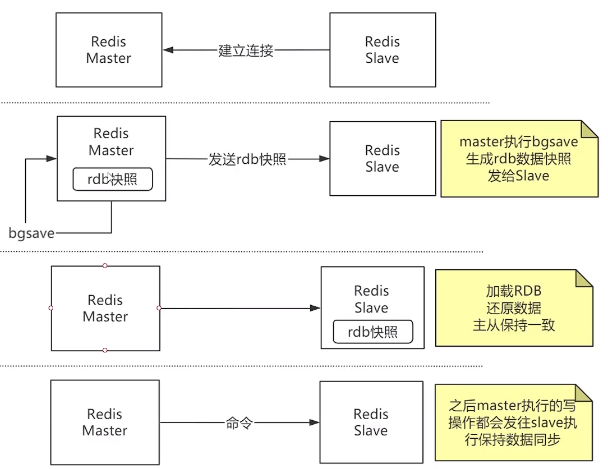 Redis
Master
建立连接
Redis
Slave
Redis
Master
rdb快照
bgsave
发送rdb快照
Redis
Slave
master执行bgsave
生成rdb数据快照
发给Slave
Redis
Master
Redis
Slave
rdb快照
加载RDB
还原数据
主从保持一致
Redis
Master
命令
Redis
Slave
之后master执行的写
操作都会发往slave执
行保持数据同步